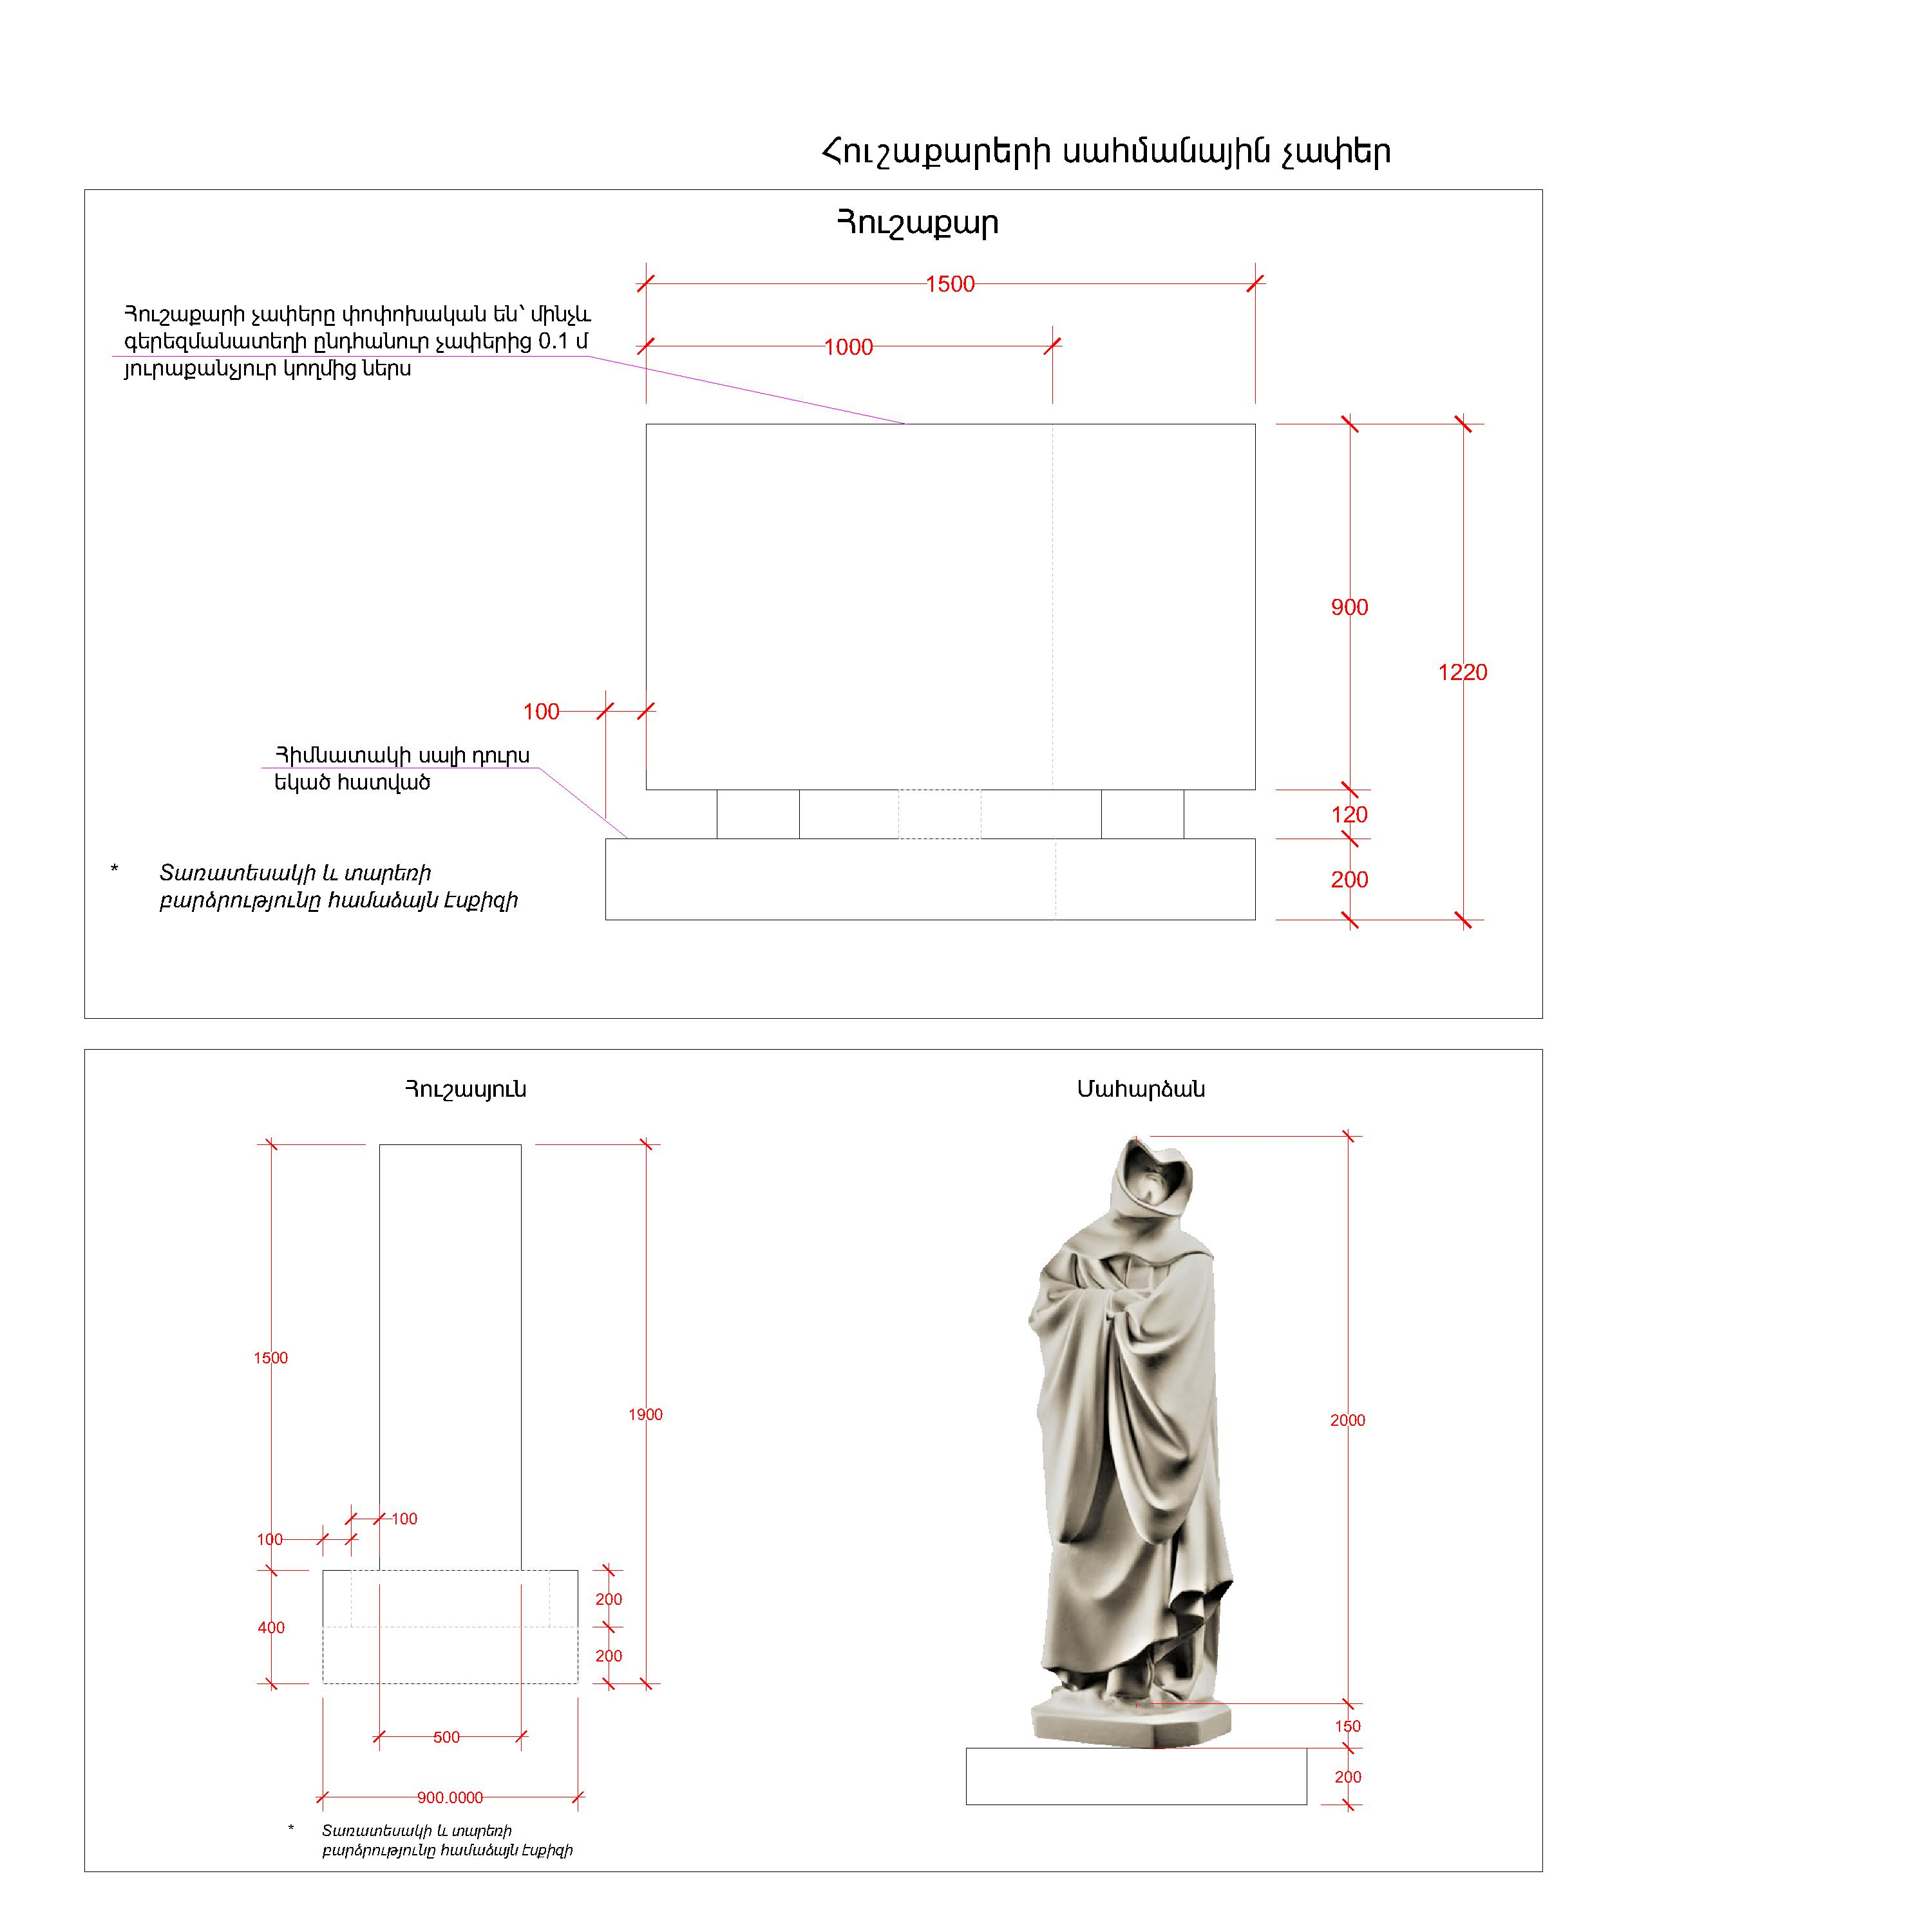 Հուշաքարերի սահմանային չափեր
Հուշաքար
1500
Հուշաքարի չափերը փոփոխական են՝ մինչև
գերեզմանատեղի ընդհանուր չափերից 0.1 մ
յուրաքանչյուր կողմից ներս
1000
900
1220
100
Հիմնատակի սալի դուրս
եկած հատված
120
200
* Տառատեսակի և տարեռի
բարձրությունը համաձայն էսքիզի
Հուշասյուն
1500
1900
100
100
400
200
200
500
900.0000
* Տառատեսակի և տարեռի
բարձրությունը համաձայն էսքիզի
Մահարձան
2000
150
200